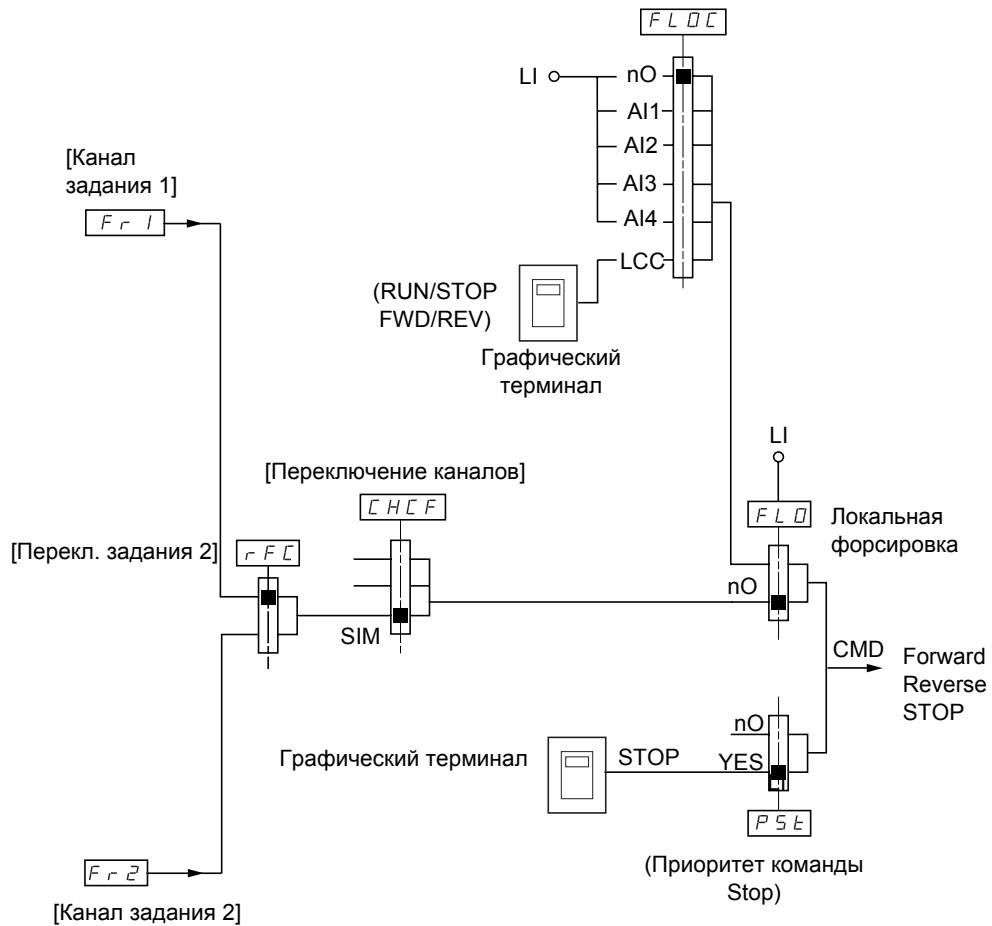 FLOC
LI
nO
AI1
AI2
AI3
AI4
LCC
[Канал
задания 1]
Fr1
(RUN/STOP
FWD/REV)
Графический
терминал
LI
[Переключение каналов]
CHCF
FLO
Локальная
форсировка
[Перекл. задания 2]
rFC
nO
SIM
CMD
Forward
Reverse
STOP
nO
Графический терминал
STOP
YES
LI
PSt
(Приоритет команды
Stop)
Fr2
[Канал задания 2]